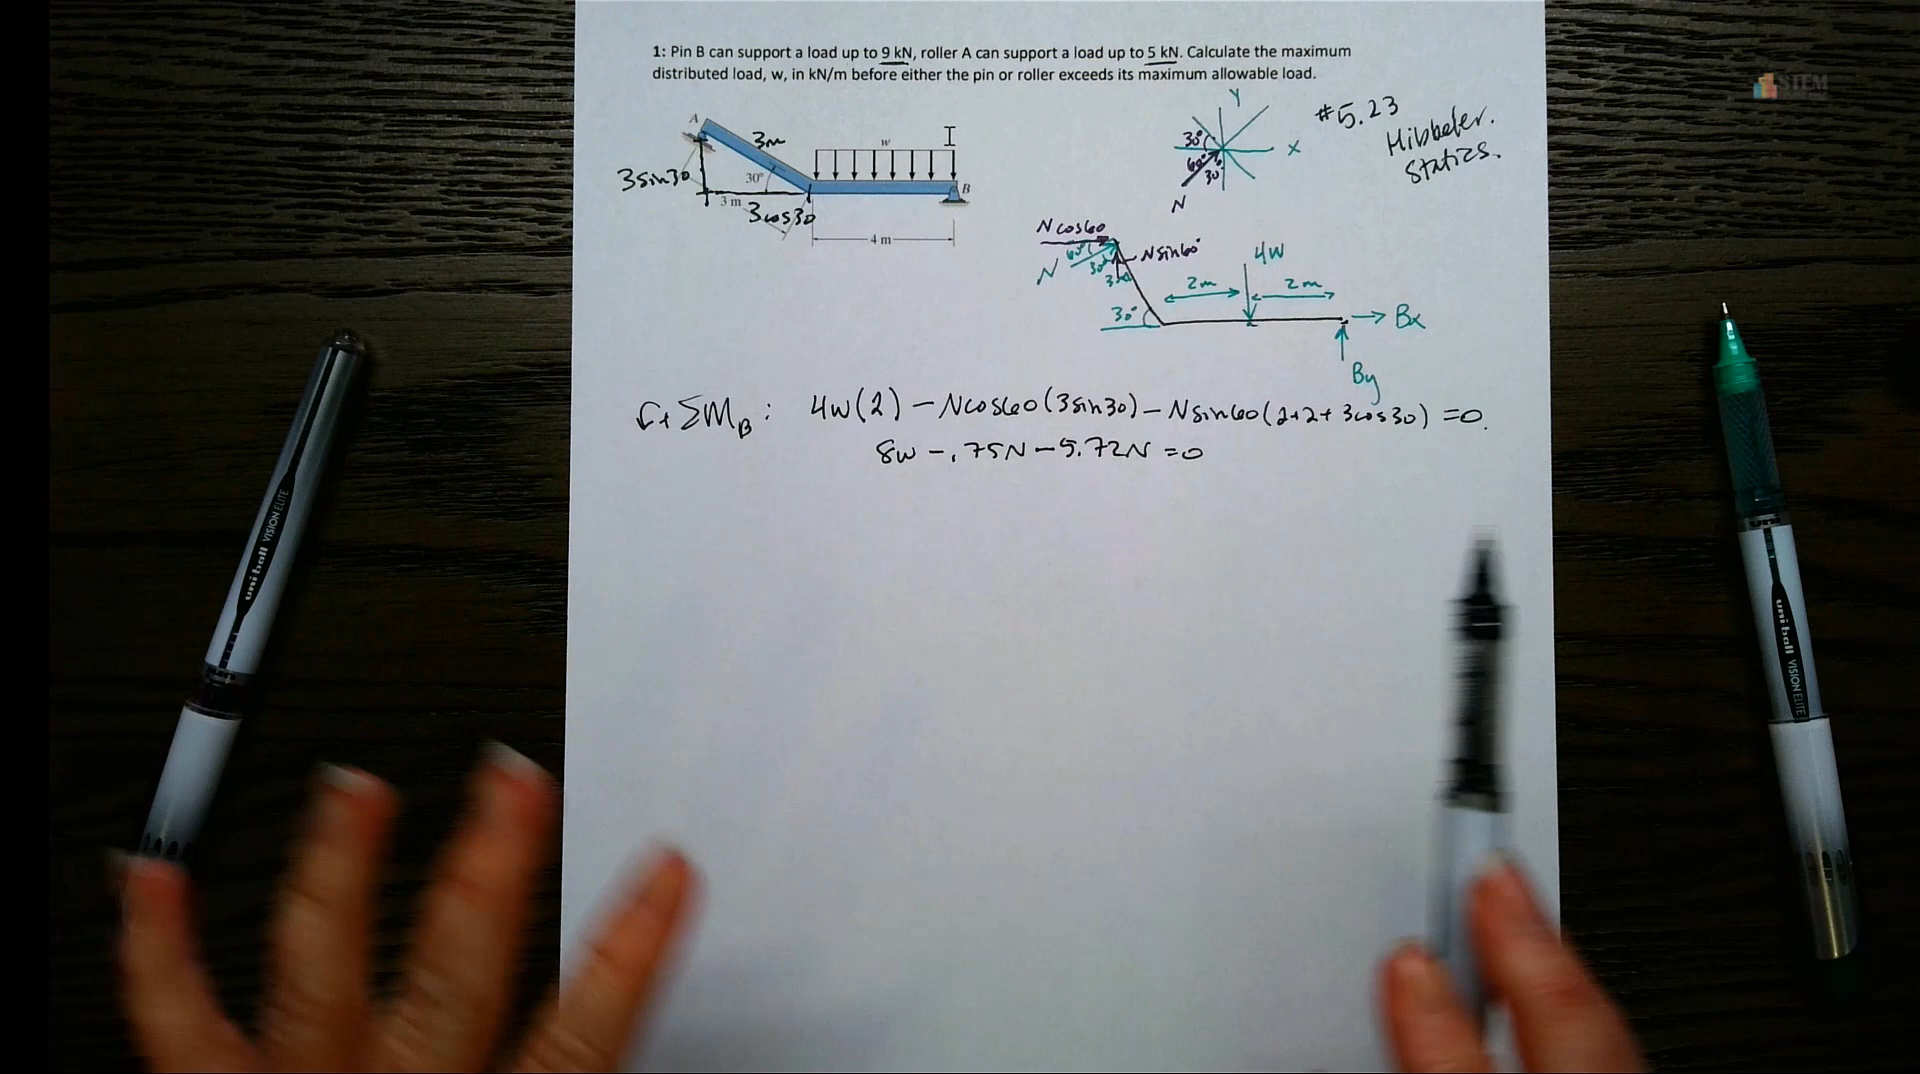 1: Pin B can support a load up to 9 kN, roller A can support a load up to 5 kN. Calculate the maximum
distributed load, w, in kN/m before either the pin or roller exceeds its maximum allowable load.
STEM
#5.23
Hibbeler.
Statics.
Y
X
30°
60°
30°
N
A
3m
w
I
3sin30
30°
B
3 m
3cos30
4 m
Ncos60
Nsin60°
N
60°
30°
30°
4W
2m
2m
30°
Bx
By
+ ΣM_B : 4w(2) - Ncos60(3sin30) - Nsin60(2+2+3cos30) = 0.
8w - .75N - 5.72N = 0
uni ball VISION ELITE
uni
uni ball VISION ELITE